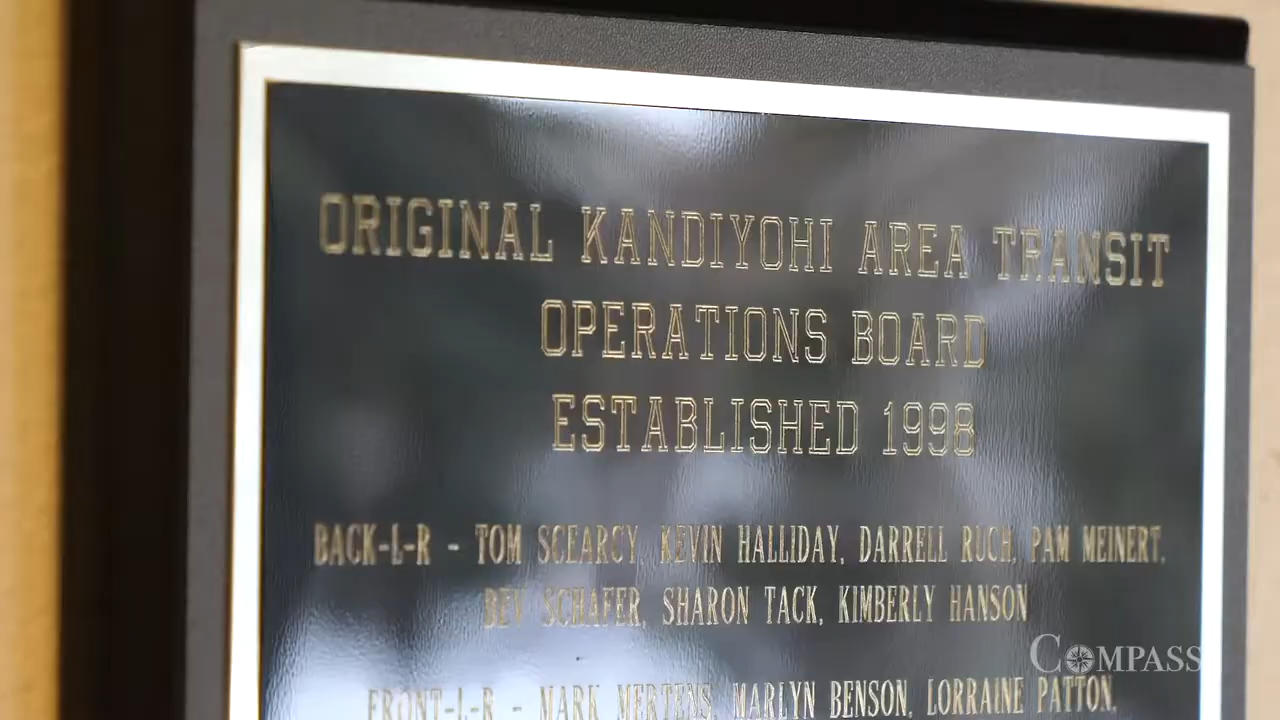 ORIGINAL KANDIYOHI AREA TRANSIT
OPERATIONS BOARD
ESTABLISHED 1998
BACK-L-R - TOM SCEARCY, KEVIN HALLIDAY, DARRELL RUCH, PAM MEINERT,
BEV SCHAFER, SHARON TACK, KIMBERLY HANSON
FRONT-L-R - MARK MERTENS, MARLYN BENSON, LORRAINE PATTON,
COMPASS